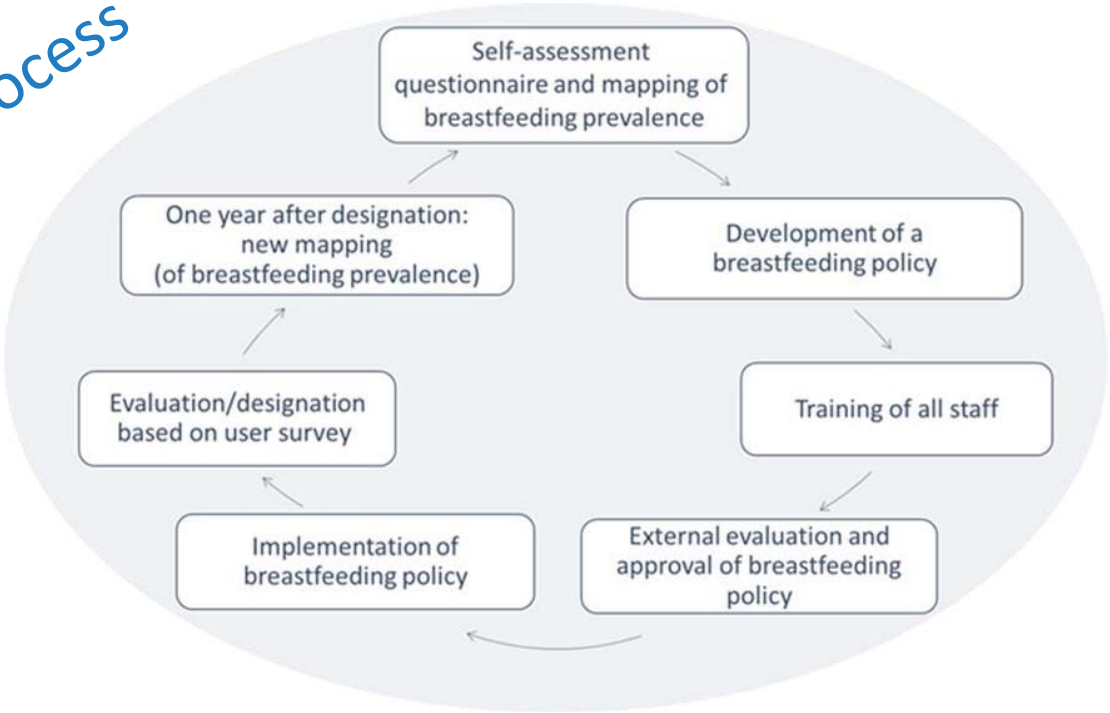 ocess
Self-assessment
questionnaire and mapping of
breastfeeding prevalence
Development of a
breastfeeding policy
Training of all staff
External evaluation and
approval of breastfeeding
policy
Implementation of
breastfeeding policy
Evaluation/designation
based on user survey
One year after designation:
new mapping
(of breastfeeding prevalence)